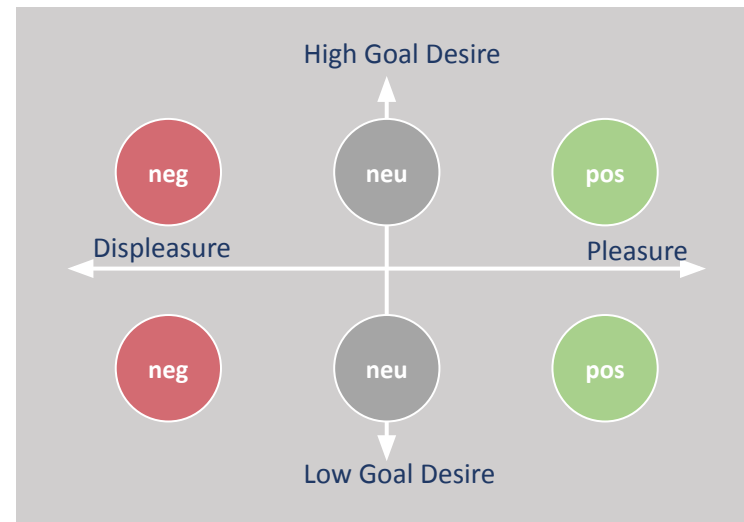 High Goal Desire
neg neu pos
Displeasure Pleasure
neg neu pos
Low Goal Desire